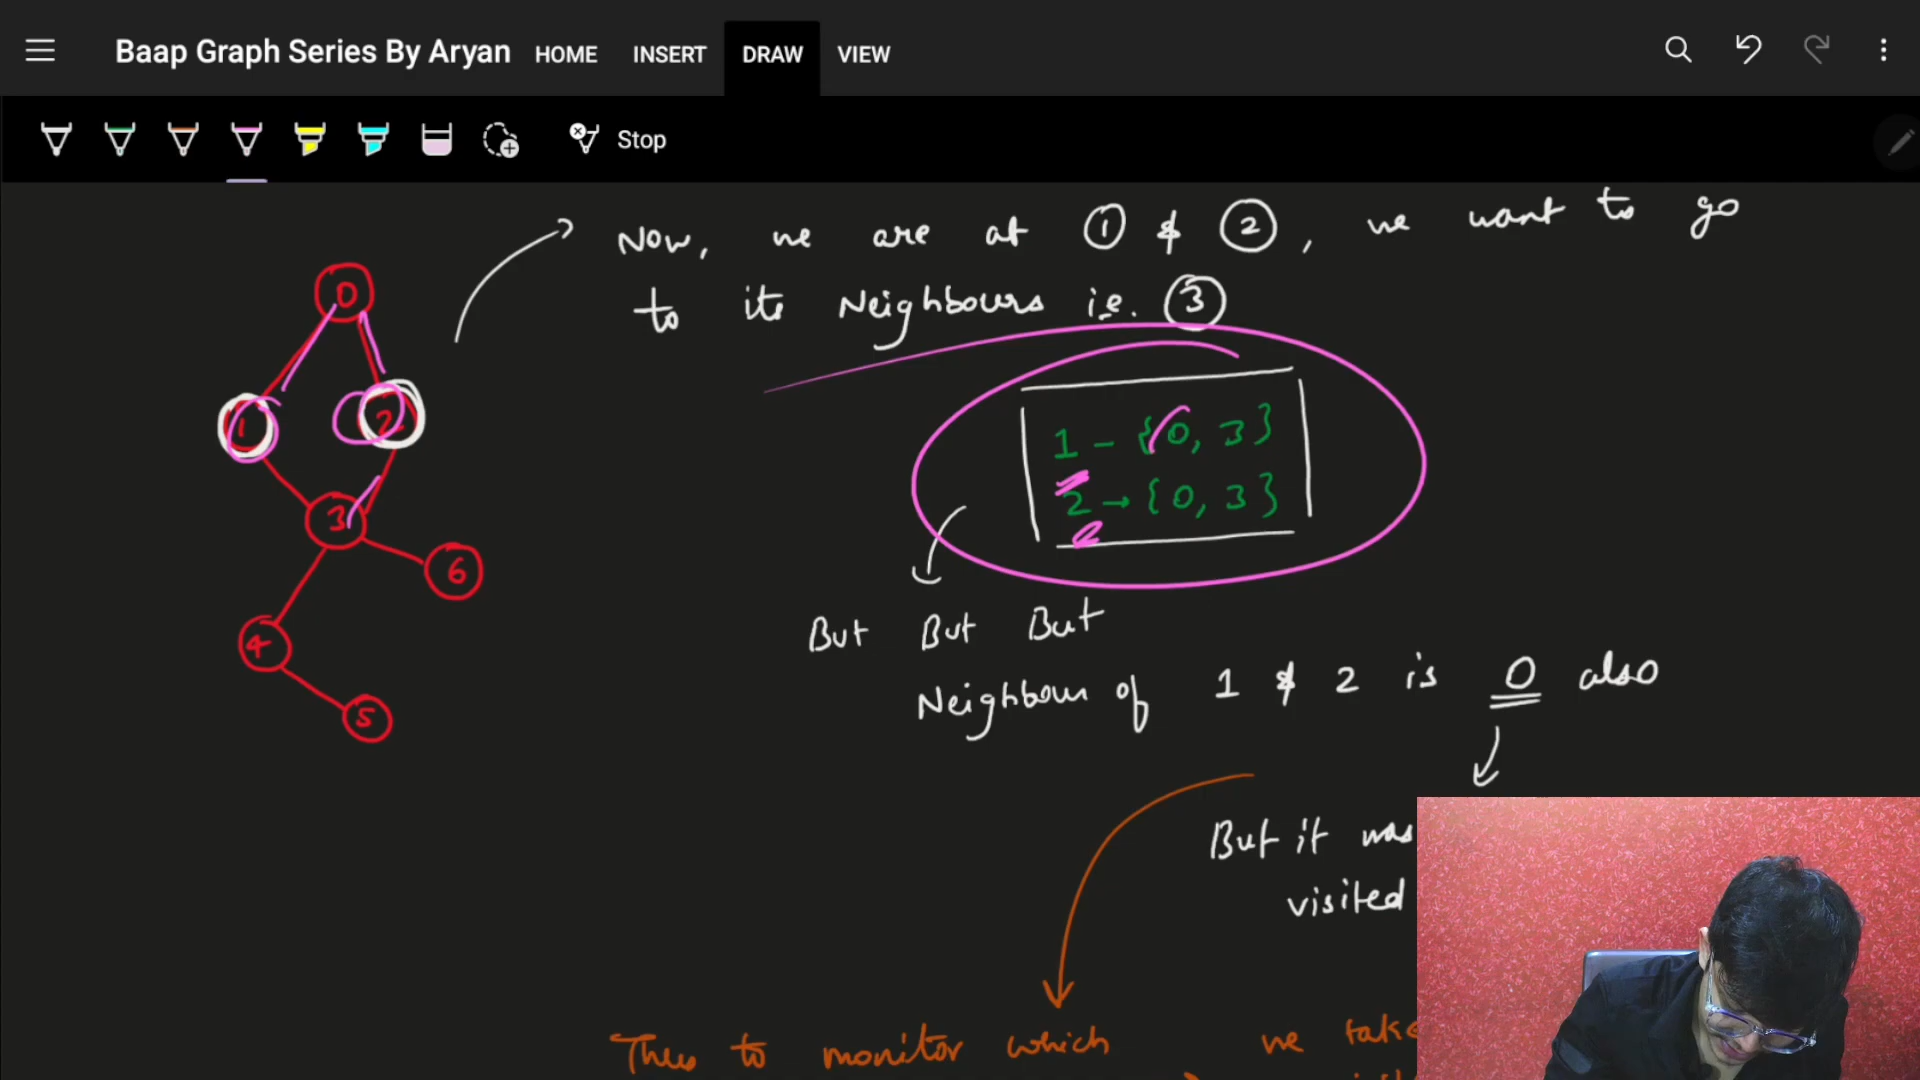 Baap Graph Series By Aryan HOME INSERT DRAW VIEW
Stop
Now, we are at ① & ②, we want to go
to its Neighbours i.e. ③
0
1 2
3
6
4
5
1 - {0, 3}
2 → {0, 3}
But But But
Neighbour of 1 & 2 is 0 also
But it was
visited
Thus to monitor which we take